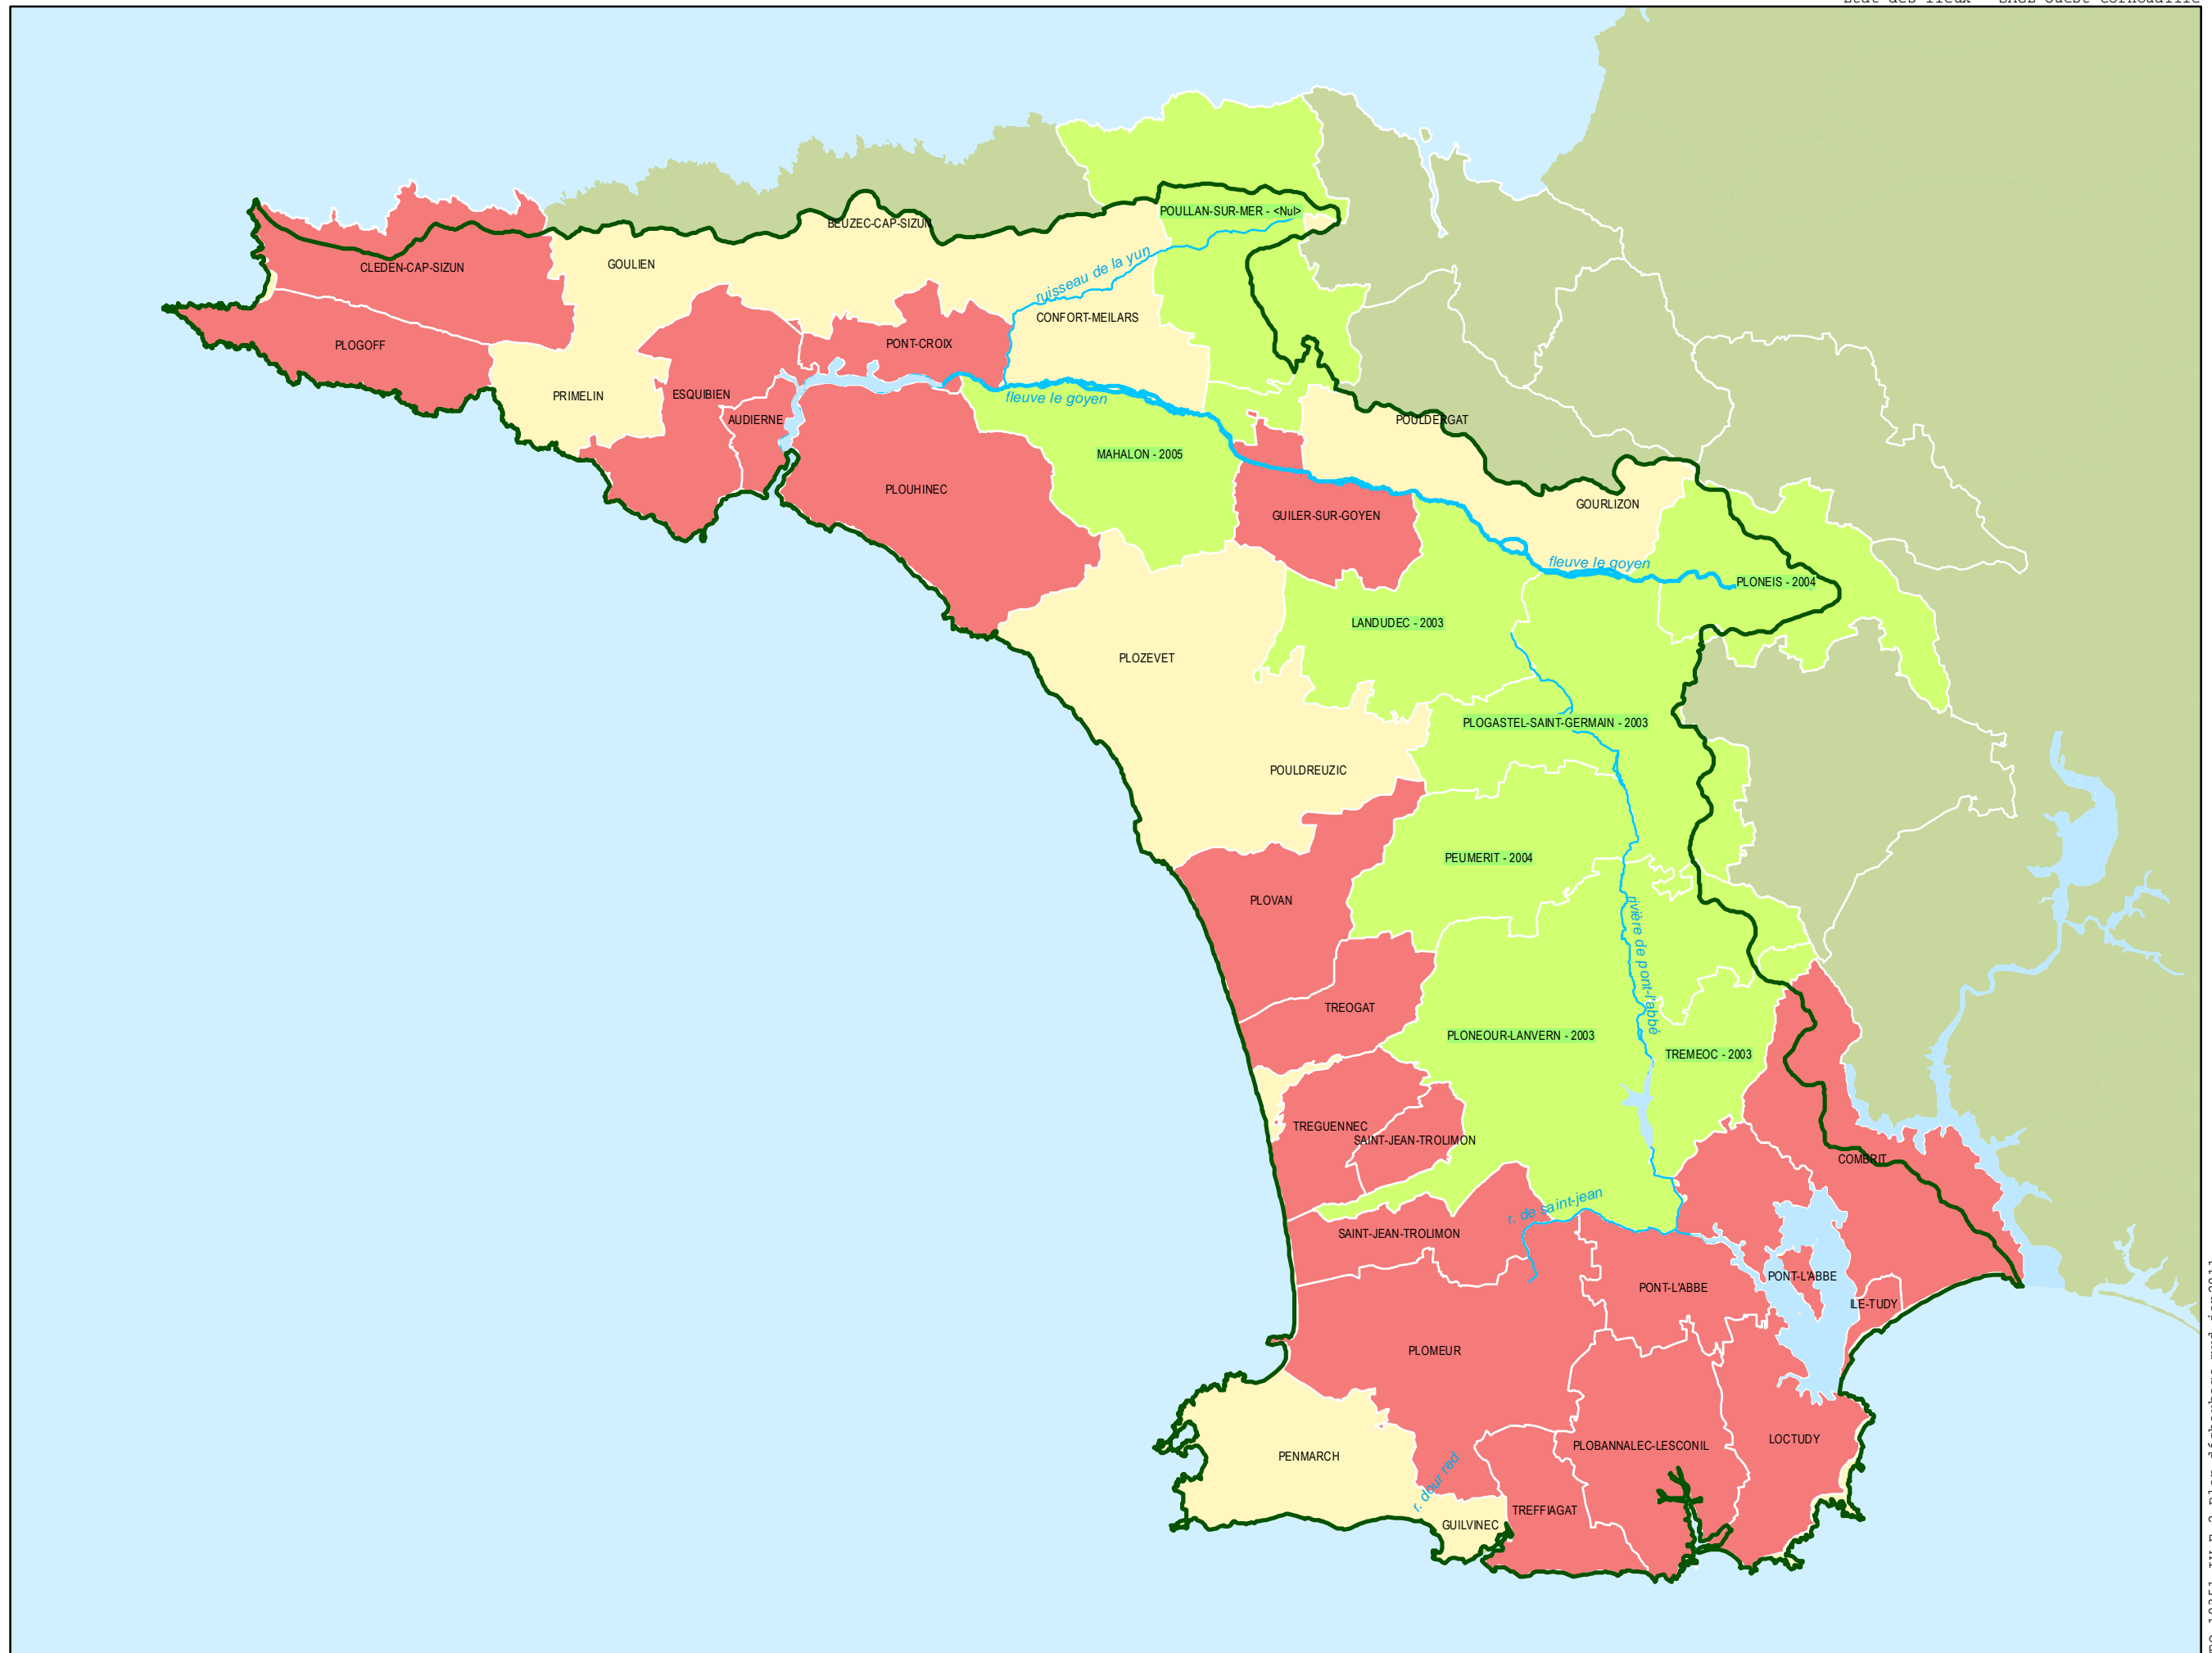 POULLAN-SUR-MER - <Nul>
BEUZEC-CAP-SIZUN
CLEDEN-CAP-SIZUN
GOULIEN
ruisseau de la yun
CONFORT-MEILARS
PLOGOFF
PONT-CROIX
PRIMELIN
ESQUIBIEN
fleuve le goyen
AUDIERNE
POULDERGAT
MAHALON - 2005
PLOUHINEC
GUILER-SUR-GOYEN
GOURLIZON
fleuve le goyen
PLONEIS - 2004
LANDUDEC - 2003
PLOZEVET
PLOGASTEL-SAINT-GERMAIN - 2003
POULDREUZIC
PEUMERIT - 2004
PLOVAN
rivière de pont-l'abbé
TREOGAT
PLONEOUR-LANVERN - 2003
TREMEOC - 2003
TREGUENNEC
SAINT-JEAN-TROLIMON
COMBRIT
r. de saint-jean
SAINT-JEAN-TROLIMON
PONT-L'ABBE
PONT-L'ABBE
ILE-TUDY
PLOMEUR
LOCTUDY
PLOBANNALEC-LESCONIL
PENMARCH
r. dour red
TREFFIAGAT
GUILVINEC